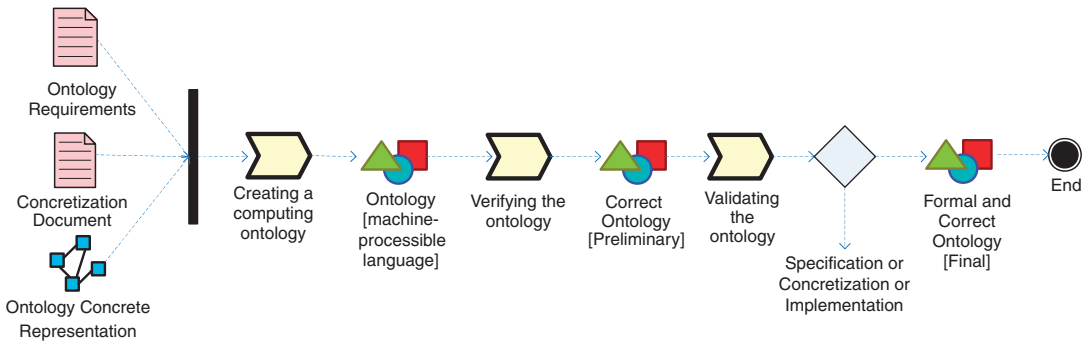 Ontology
Requirements
Concretization
Document
Ontology Concrete
Representation
Creating a
computing
ontology
Ontology
[machine-
processible
language]
Verifying the
ontology
Correct
Ontology
[Preliminary]
Validating
the
ontology
Specification or
Concretization or
Implementation
Formal and
Correct
Ontology
[Final]
End